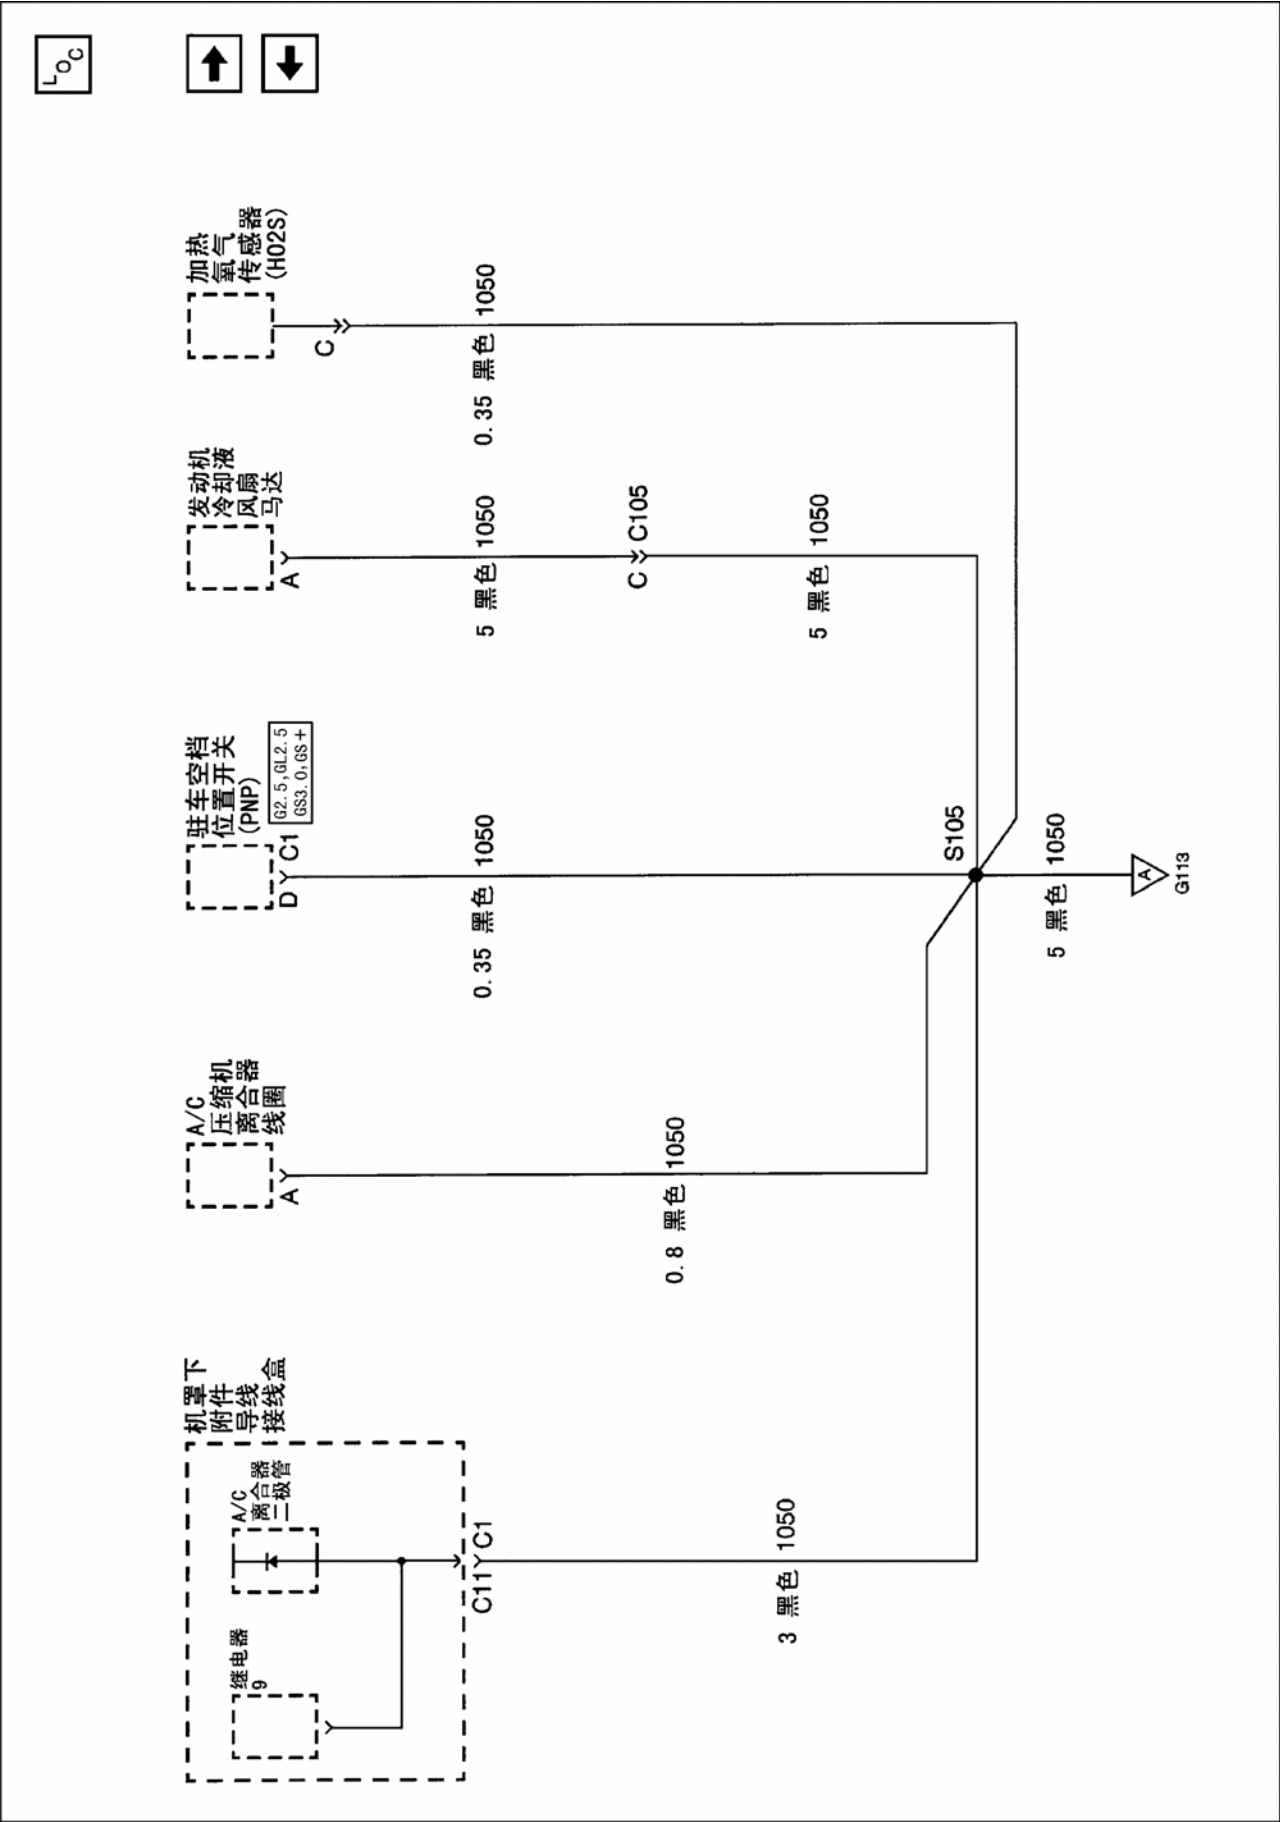 LOC
机罩下
附件
导线
接线盒
继电器
9
A/C
离合器
二极管
C11
C1
3 黑色
1050
A/C
压缩机
离合器
线圈
A
0.8 黑色
1050
驻车空档
位置开关
(PNP)
D
C1
G2.5,GL2.5
GS3.0,GS+
0.35 黑色
1050
发动机
冷却液
风扇
马达
A
5 黑色
1050
C
C105
5 黑色
1050
加热
氧气
传感器
(HO2S)
C
0.35 黑色
1050
S105
5 黑色
1050
A
G113